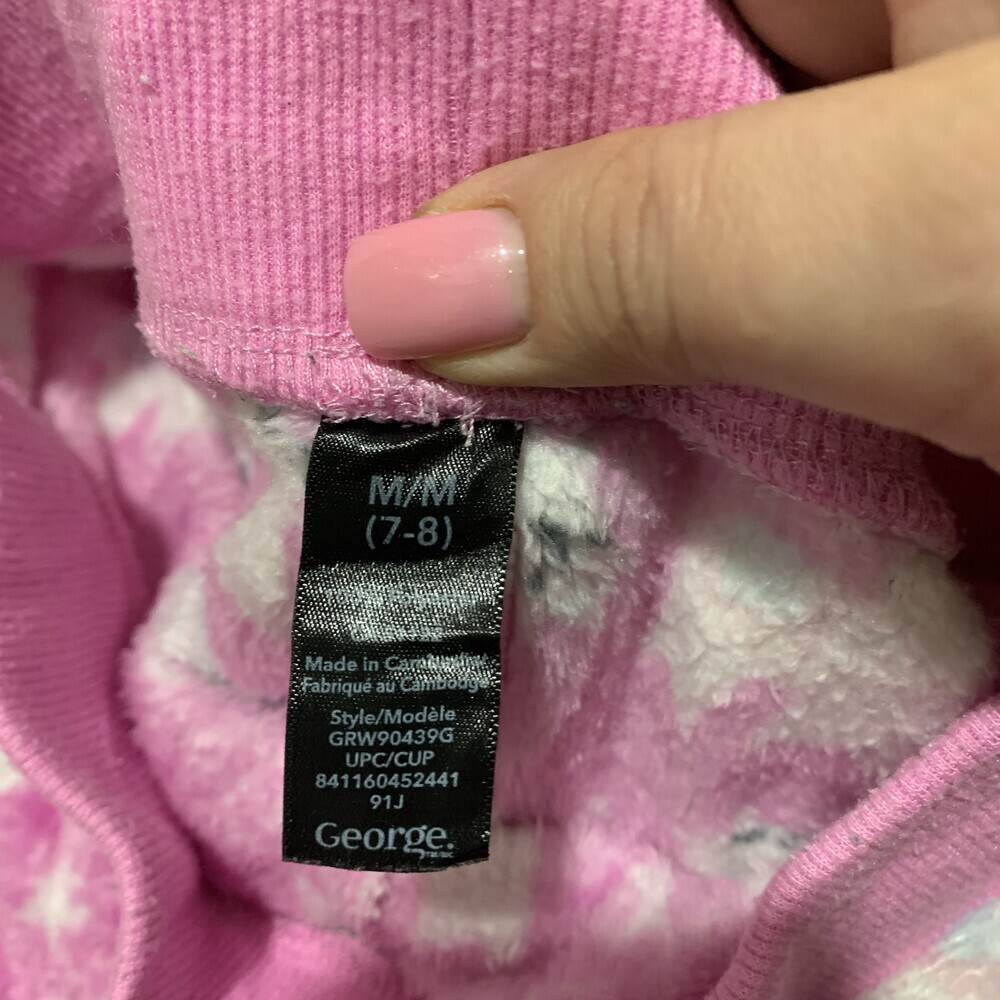 M/M
(7-8)
Made in Cambodia
Fabriqué au Cambodge
Style/Modèle
GRW90439G
UPC/CUP
841160452441
91J
George.